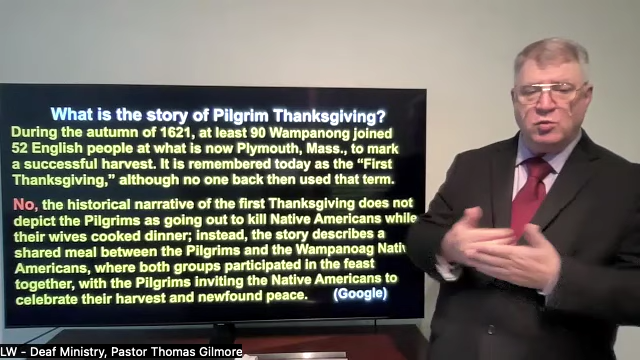 What is the story of Pilgrim Thanksgiving?
During the autumn of 1621, at least 90 Wampanong joined
52 English people at what is now Plymouth, Mass., to mark
a successful harvest. It is remembered today as the “First
Thanksgiving,” although no one back then used that term.
No, the historical narrative of the first Thanksgiving does not
depict the Pilgrims as going out to kill Native Americans while
their wives cooked dinner; instead, the story describes a
shared meal between the Pilgrims and the Wampanoag Nativ
Americans, where both groups participated in the feast
together, with the Pilgrims inviting the Native Americans to
celebrate their harvest and newfound peace. (Google)
LW - Deaf Ministry, Pastor Thomas Gilmore